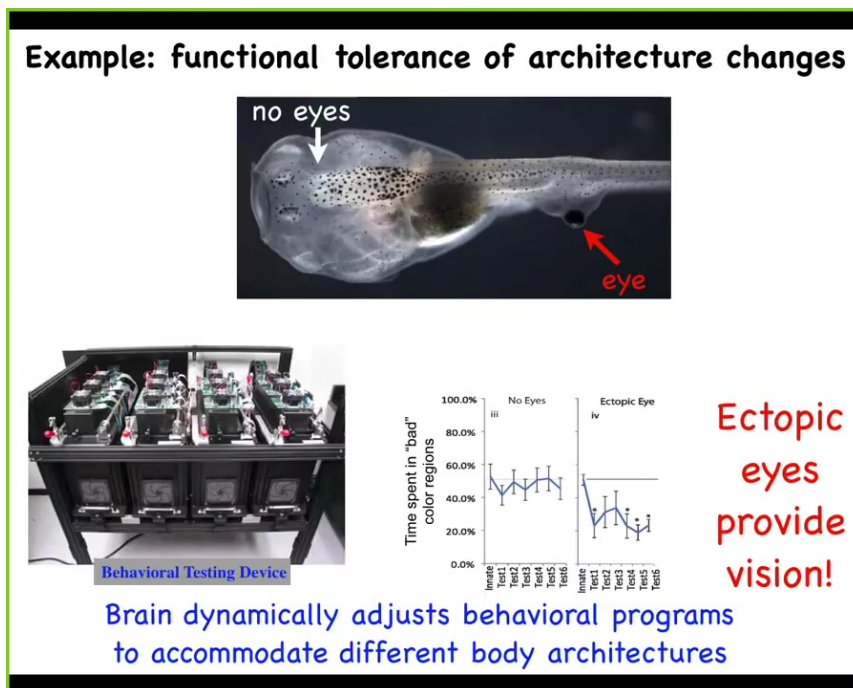 Example: functional tolerance of architecture changes
no eyes
eye
Behavioral Testing Device
Time spent in "bad"
color regions
100.0%
80.0%
60.0%
40.0%
20.0%
0.0%
No Eyes
iii
Innate
Test1
Test2
Test3
Test4
Test5
Test6
Ectopic Eye
iv
* * * *
Innate
Test1
Test2
Test3
Test4
Test5
Test6
Ectopic
eyes
provide
vision!
Brain dynamically adjusts behavioral programs
to accommodate different body architectures